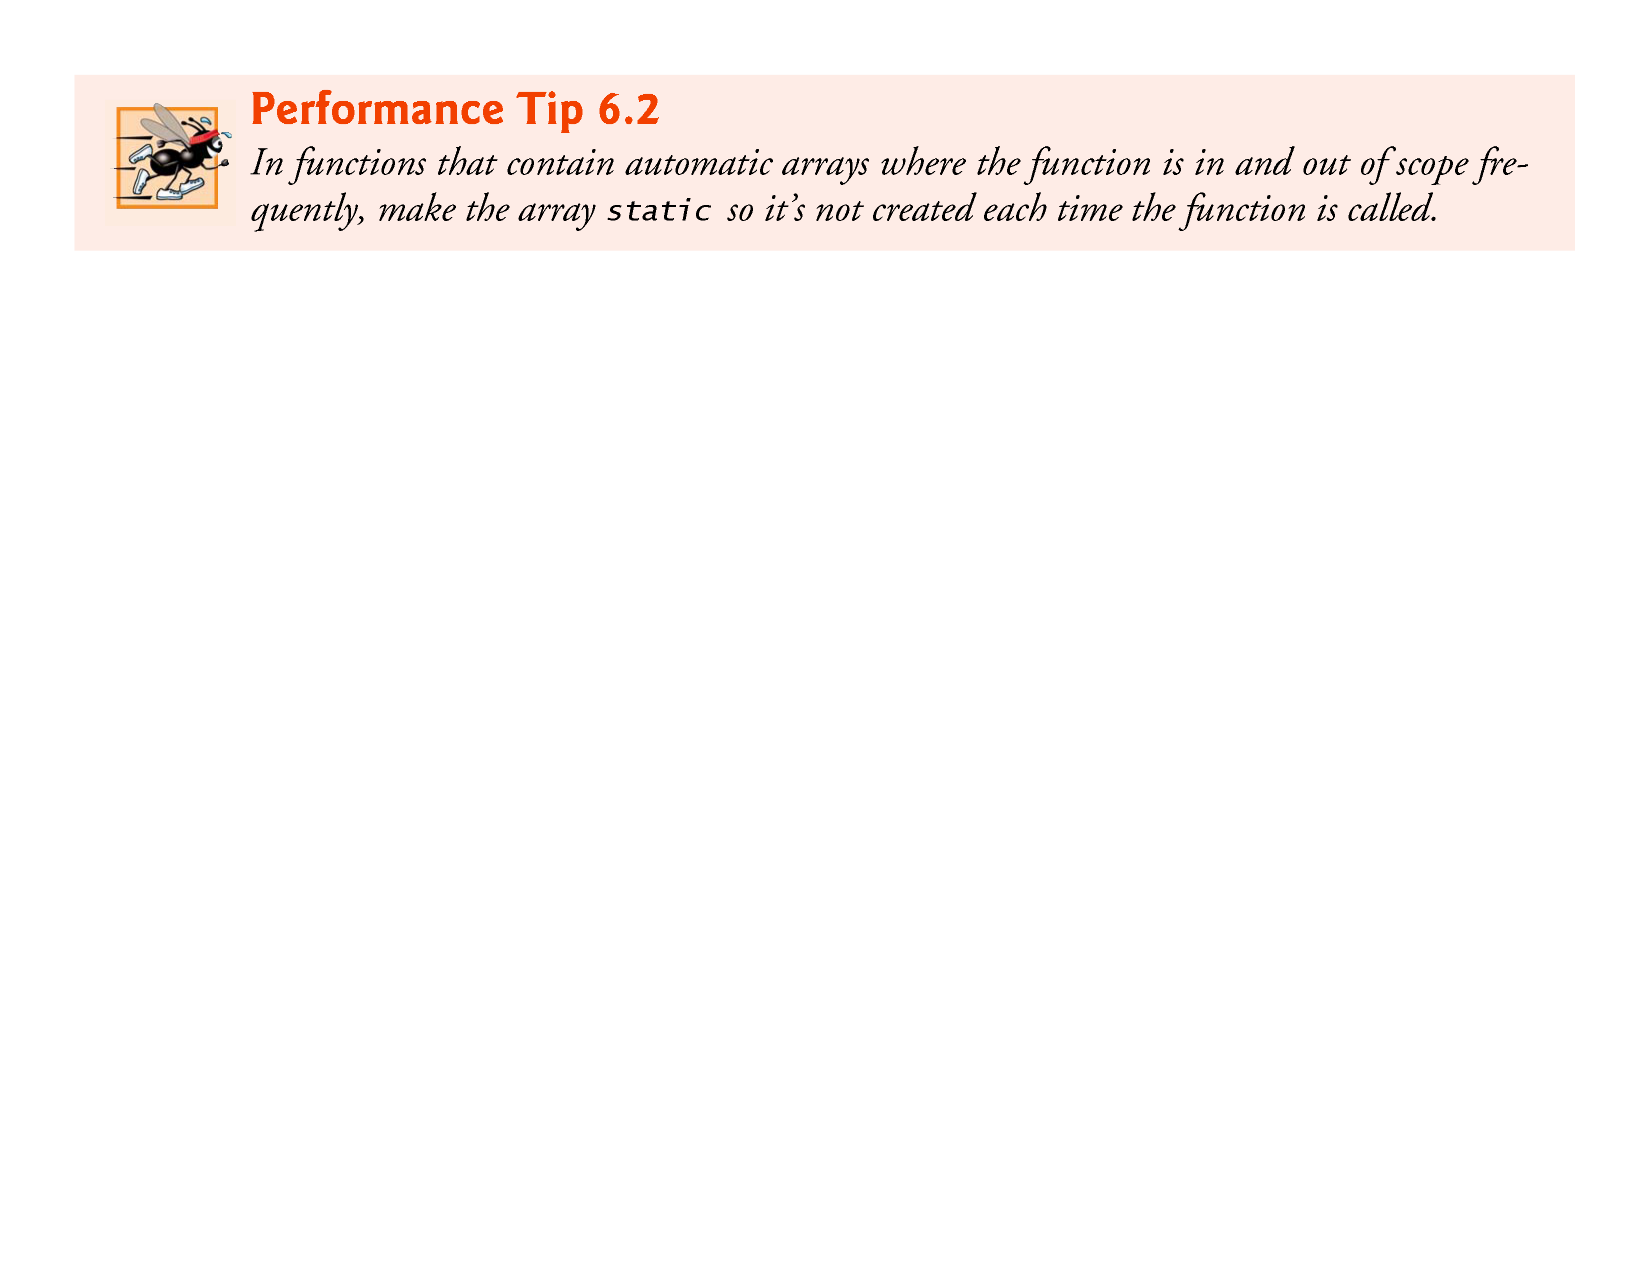 Performance Tip 6.2
In functions that contain automatic arrays where the function is in and out of scope fre-
quently, make the array static so it’s not created each time the function is called.